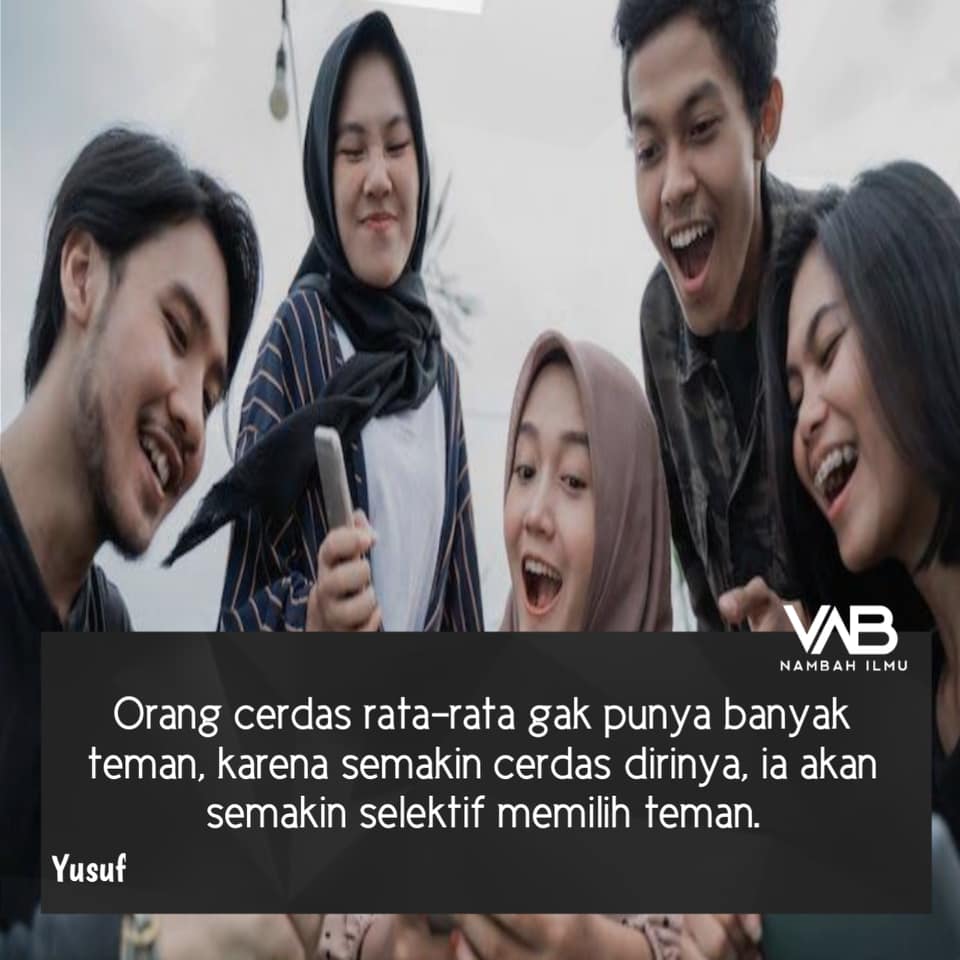 VNB
NAMBAH ILMU
Orang cerdas rata-rata gak punya banyak
teman, karena semakin cerdas dirinya, ia akan
semakin selektif memilih teman.
Yusuf